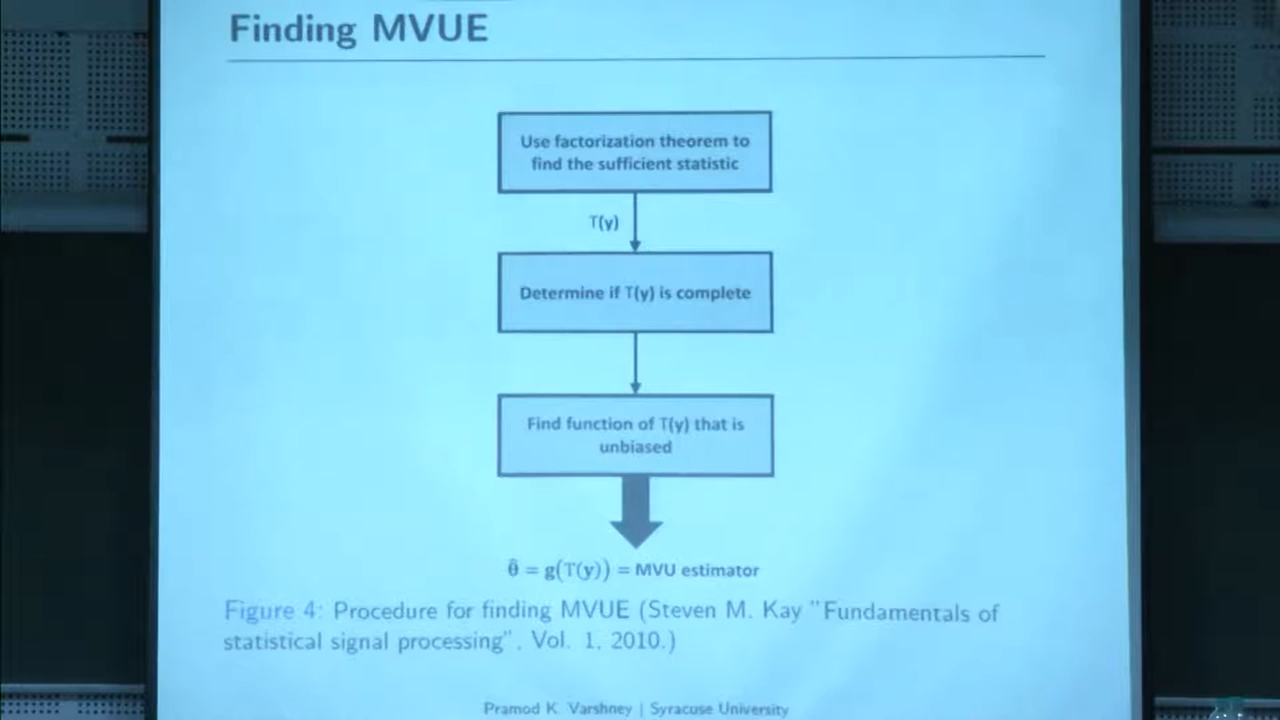 Finding MVUE
Use factorization theorem to
find the sufficient statistic
T(y)
Determine if T(y) is complete
Find function of T(y) that is
unbiased
θ̂ = g(T(y)) = MVU estimator
Figure 4: Procedure for finding MVUE (Steven M. Kay "Fundamentals of
statistical signal processing", Vol. 1, 2010.)
Pramod K. Varshney | Syracuse University